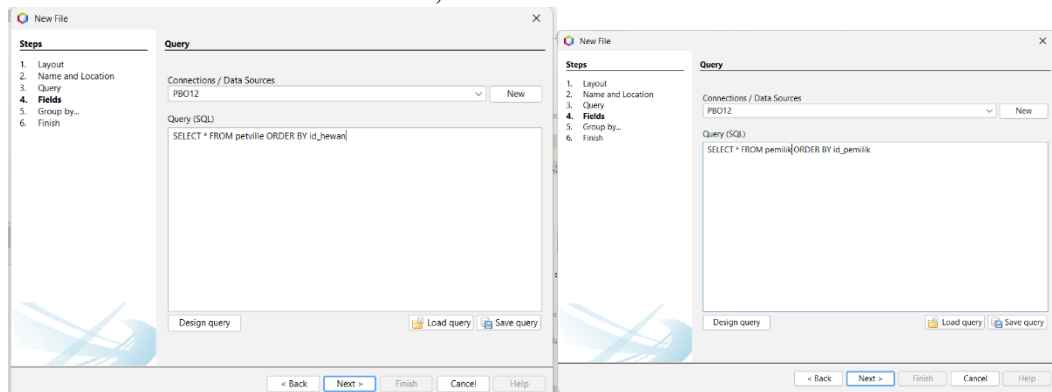 New File
Steps
1. Layout
2. Name and Location
3. Query
4. Fields
5. Group by...
6. Finish
Query
Connections / Data Sources
PBO12
New
Query (SQL)
SELECT * FROM petville ORDER BY id_hewan
Design query
Load query
Save query
< Back
Next >
Finish
Cancel
Help
New File
Steps
1. Layout
2. Name and Location
3. Query
4. Fields
5. Group by...
6. Finish
Query
Connections / Data Sources
PBO12
New
Query (SQL)
SELECT * FROM pemilik ORDER BY id_pemilik
Design query
Load query
Save query
< Back
Next >
Finish
Cancel
Help